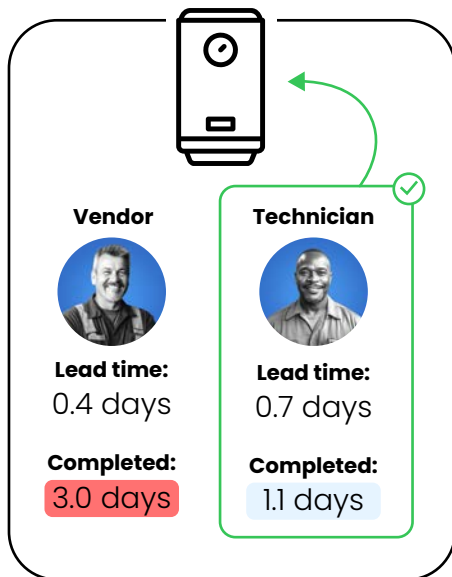 Vendor
Lead time:
0.4 days
Completed:
3.0 days
Technician
Lead time:
0.7 days
Completed:
1.1 days